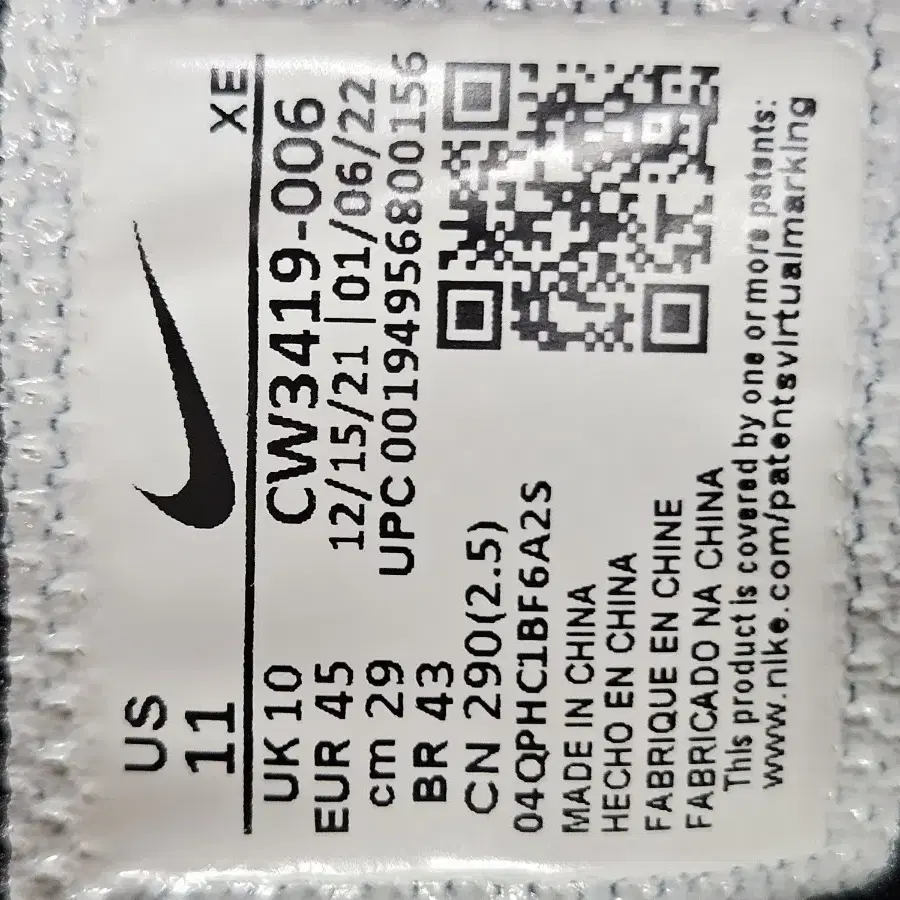 US
11
XE
UK 10
EUR 45
cm 29
BR 43
CN 290(2.5)
CW3419-006
12/15/21|01/06/22
UPC 00194956800156
04QPHC1BF6A2S
MADE IN CHINA
HECHO EN CHINA
FABRIQUE EN CHINE
FABRICADO NA CHINA
This product is covered by one or more patents:
www.nike.com/patentsvirtualmarking